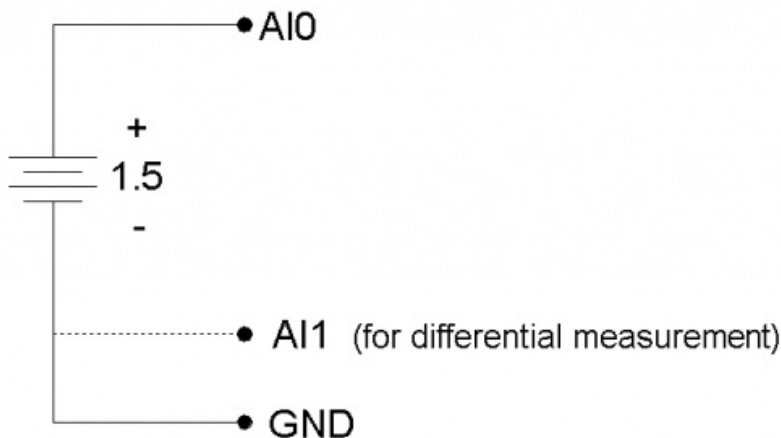 AI0
+
1.5
-
AI1 (for differential measurement)
GND